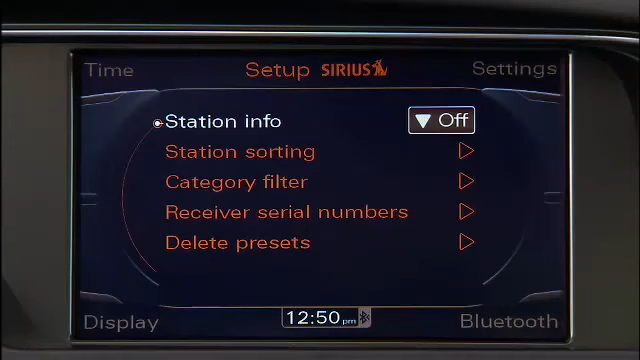 Time Setup SIRIUS Settings
Station info ▼ Off
Station sorting
Category filter
Receiver serial numbers
Delete presets
Display 12:50 pm Bluetooth